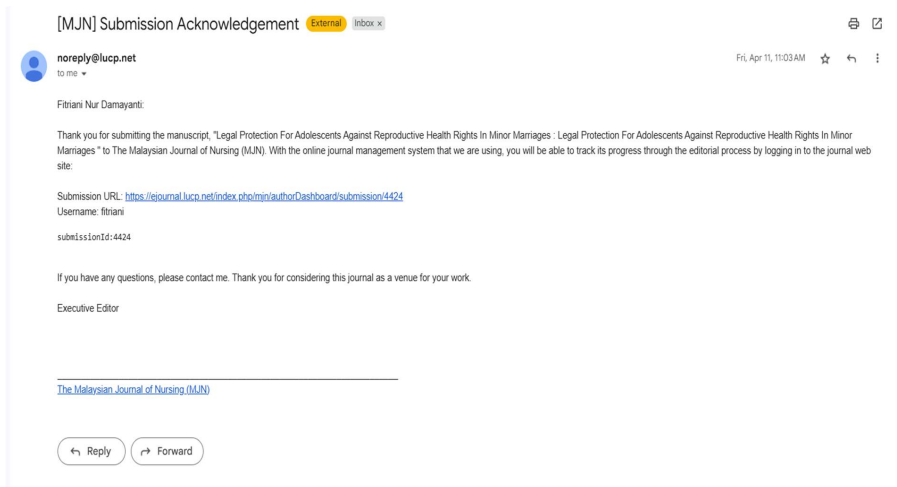 [MJN] Submission Acknowledgement External Inbox ×
noreply@lucp.net Fri, Apr 11, 11:03 AM
to me
Fitriani Nur Damayanti:
Thank you for submitting the manuscript, "Legal Protection For Adolescents Against Reproductive Health Rights In Minor Marriages : Legal Protection For Adolescents Against Reproductive Health Rights In Minor
Marriages " to The Malaysian Journal of Nursing (MJN). With the online journal management system that we are using, you will be able to track its progress through the editorial process by logging in to the journal web
site:
Submission URL: https://ejournal.lucp.net/index.php/mjn/authorDashboard/submission/4424
Username: fitriani
submissionId:4424
If you have any questions, please contact me. Thank you for considering this journal as a venue for your work.
Executive Editor
The Malaysian Journal of Nursing (MJN)
Reply Forward